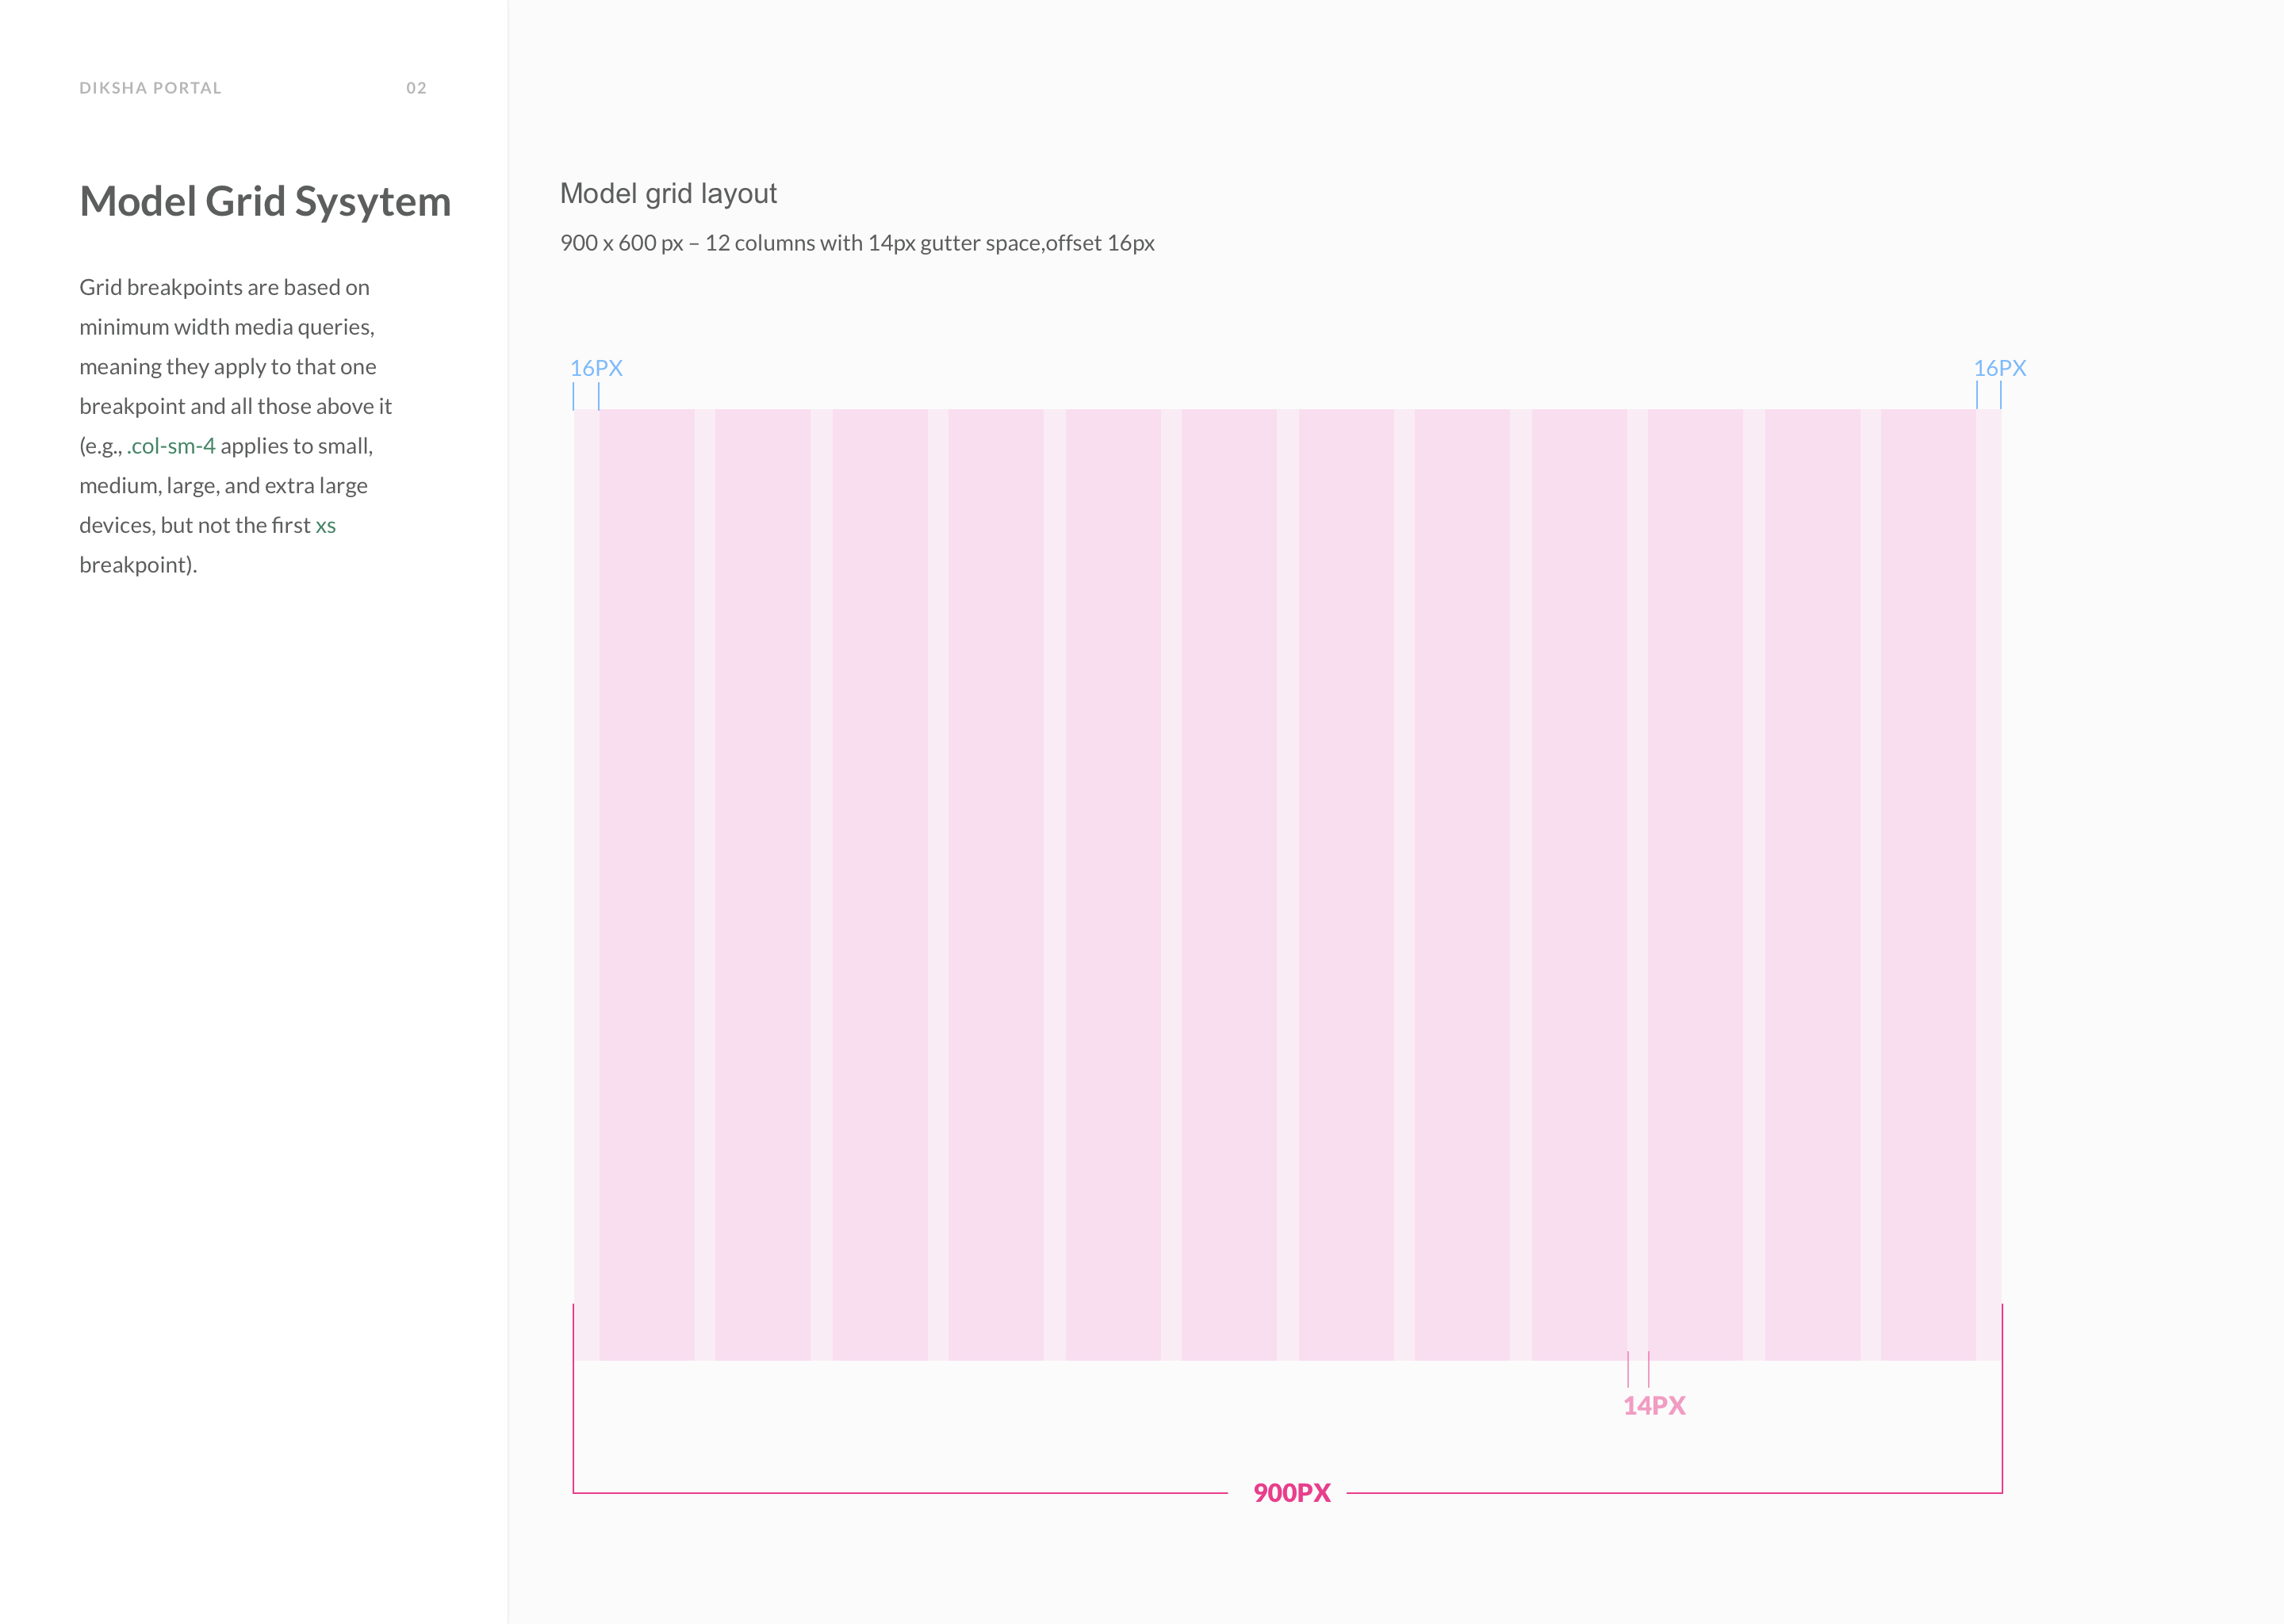 DIKSHA PORTAL 02
Model Grid Sysytem
Grid breakpoints are based on
minimum width media queries,
meaning they apply to that one
breakpoint and all those above it
(e.g., .col-sm-4 applies to small,
medium, large, and extra large
devices, but not the first xs
breakpoint).
Model grid layout
900 x 600 px – 12 columns with 14px gutter space,offset 16px
16PX 16PX
14PX
900PX